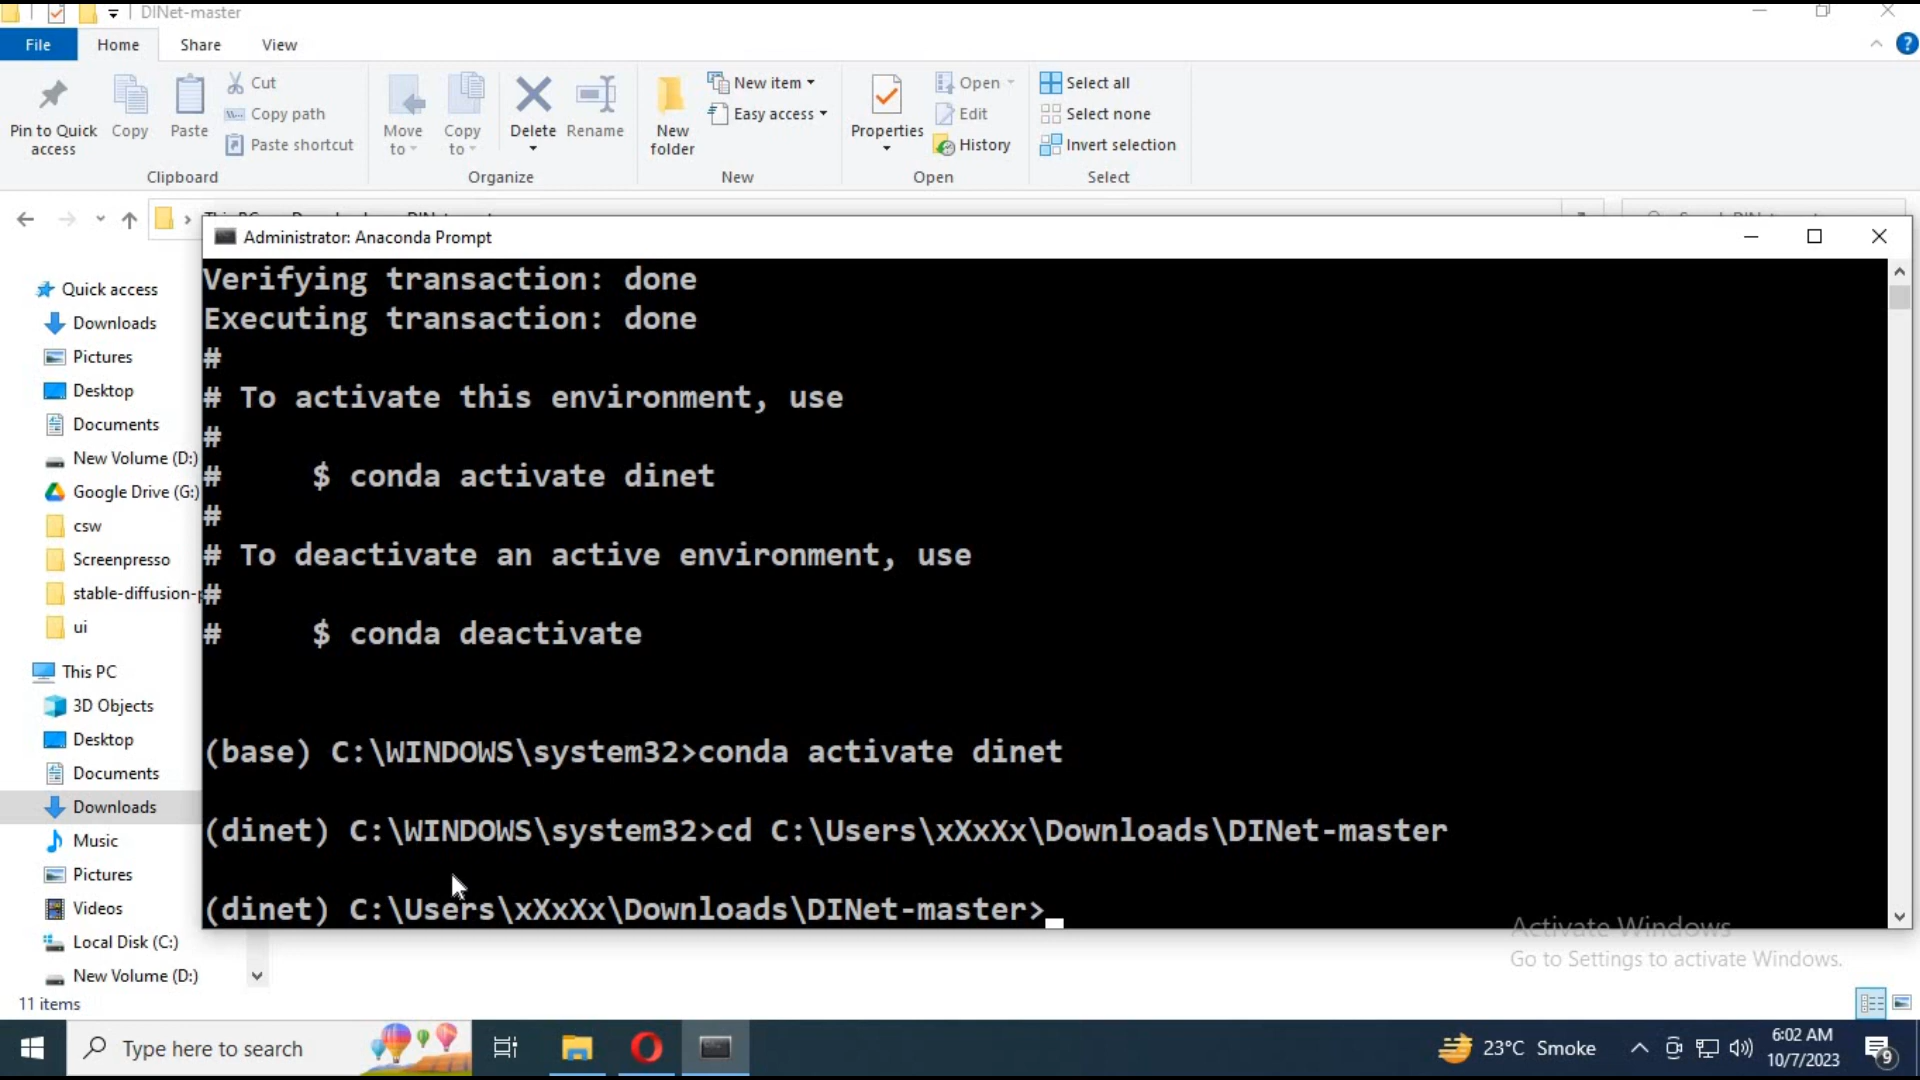 DINet-master
File Home Share View
Pin to Quick access
Copy
Paste
Cut
Copy path
Paste shortcut
Clipboard
Move to
Copy to
Delete
Rename
Organize
New folder
New item
Easy access
New
Properties
Open
Edit
History
Open
Select all
Select none
Invert selection
Select
Administrator: Anaconda Prompt
Quick access
Downloads
Pictures
Desktop
Documents
New Volume (D:)
Google Drive (G:)
csw
Screenpresso
stable-diffusion-
ui
This PC
3D Objects
Desktop
Documents
Downloads
Music
Pictures
Videos
Local Disk (C:)
New Volume (D:)
11 items
Verifying transaction: done
Executing transaction: done
#
# To activate this environment, use
#
#     $ conda activate dinet
#
# To deactivate an active environment, use
#
#     $ conda deactivate
(base) C:\WINDOWS\system32>conda activate dinet
(dinet) C:\WINDOWS\system32>cd C:\Users\xXxXx\Downloads\DINet-master
(dinet) C:\Users\xXxXx\Downloads\DINet-master>
Activate Windows
Go to Settings to activate Windows.
Type here to search
23°C Smoke
6:02 AM
10/7/2023
9